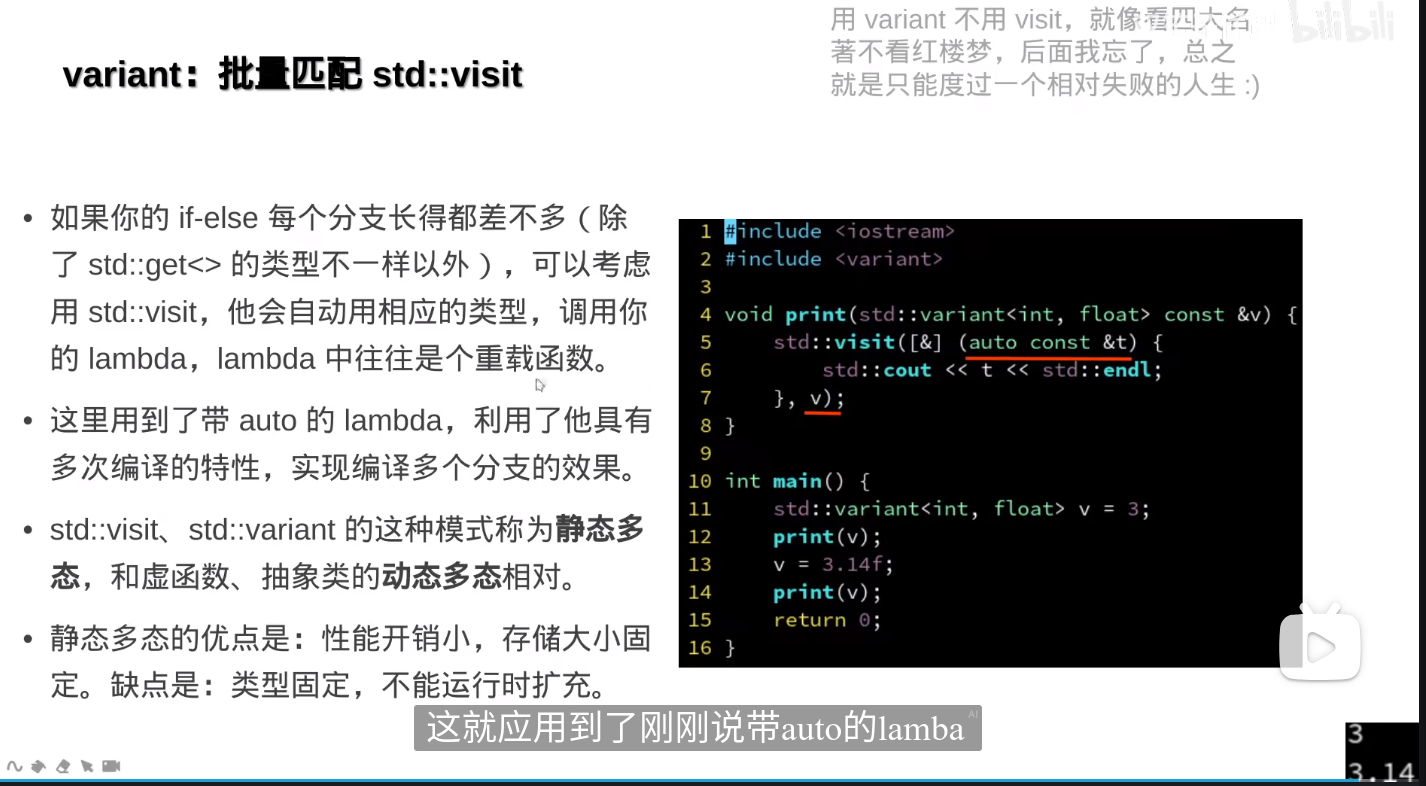 用 variant 不用 visit，就像看四大名
著不看红楼梦，后面我忘了，总之
就是只能度过一个相对失败的人生 :)
bilibili
variant：批量匹配 std::visit
如果你的 if-else 每个分支长得都差不多（除
了 std::get<> 的类型不一样以外），可以考虑
用 std::visit，他会自动用相应的类型，调用你
的 lambda，lambda 中往往是个重载函数。
这里用到了带 auto 的 lambda，利用了他具有
多次编译的特性，实现编译多个分支的效果。
std::visit、std::variant 的这种模式称为静态多
态，和虚函数、抽象类的动态多态相对。
静态多态的优点是：性能开销小，存储大小固
定。缺点是：类型固定，不能运行时扩充。
1 #include <iostream>
2 #include <variant>
3
4 void print(std::variant<int, float> const &v) {
5     std::visit([&] (auto const &t) {
6         std::cout << t << std::endl;
7     }, v);
8 }
9
10 int main() {
11     std::variant<int, float> v = 3;
12     print(v);
13     v = 3.14f;
14     print(v);
15     return 0;
16 }
这就应用到了刚刚说带auto的lamba
AI
3
3.14